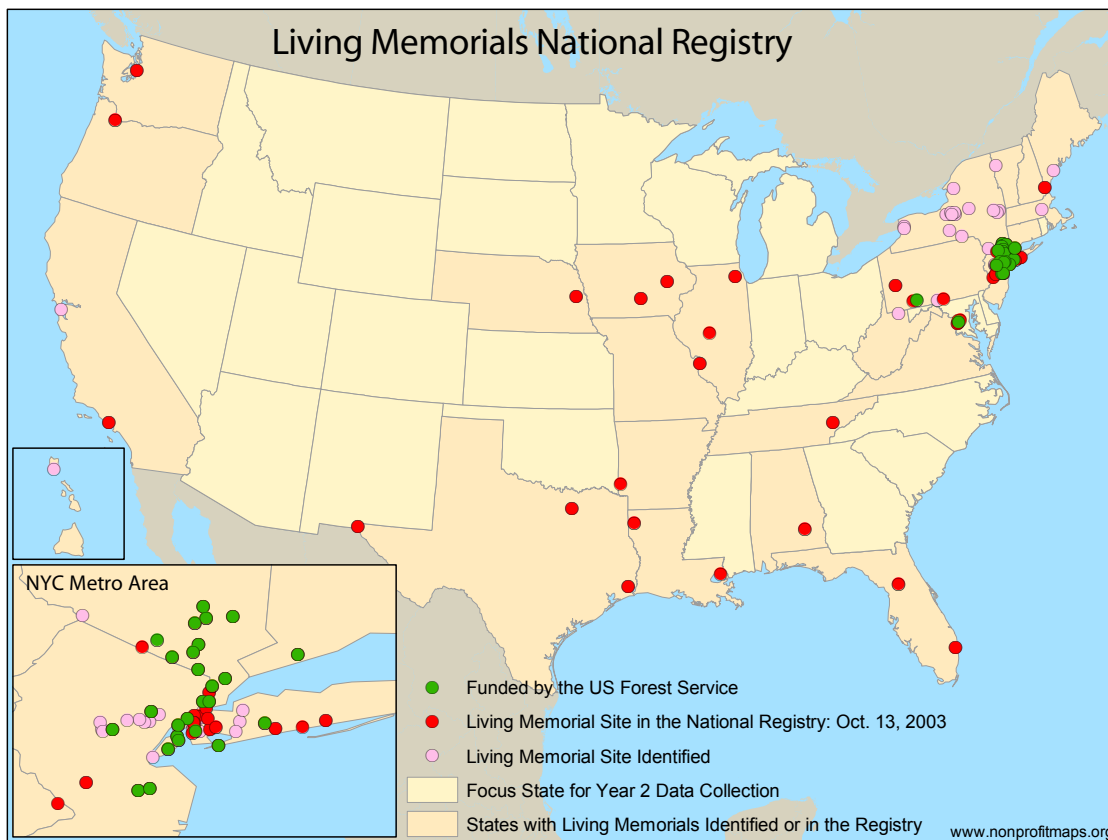 Living Memorials National Registry
NYC Metro Area
Funded by the US Forest Service
Living Memorial Site in the National Registry: Oct. 13, 2003
Living Memorial Site Identified
Focus State for Year 2 Data Collection
States with Living Memorials Identified or in the Registry
www.nonprofitmaps.org